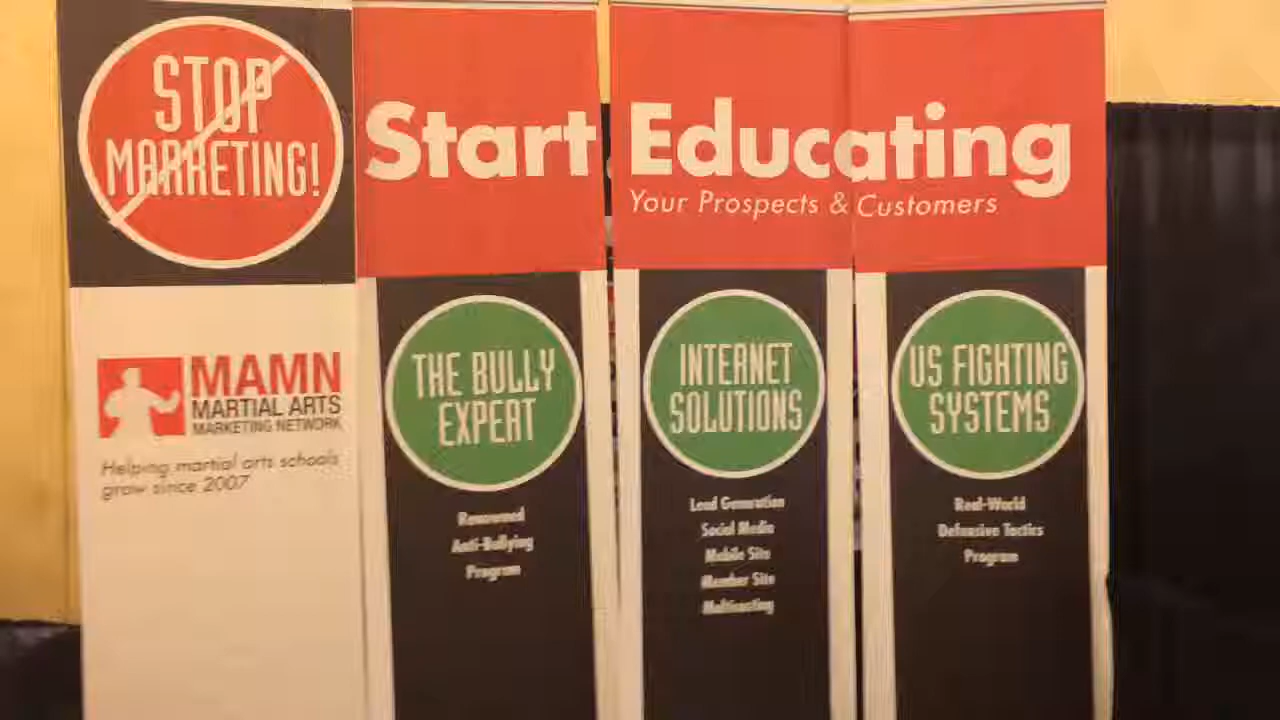 STOP
MARKETING!
Start Educating
Your Prospects & Customers
MAMN
MARTIAL ARTS
MARKETING NETWORK
Helping martial arts schools
grow since 2007
THE BULLY
EXPERT
Renowned
Anti-Bullying
Program
INTERNET
SOLUTIONS
Lead Generation
Social Media
Mobile Site
Member Site
Multicasting
US FIGHTING
SYSTEMS
Real-World
Defensive Tactics
Program